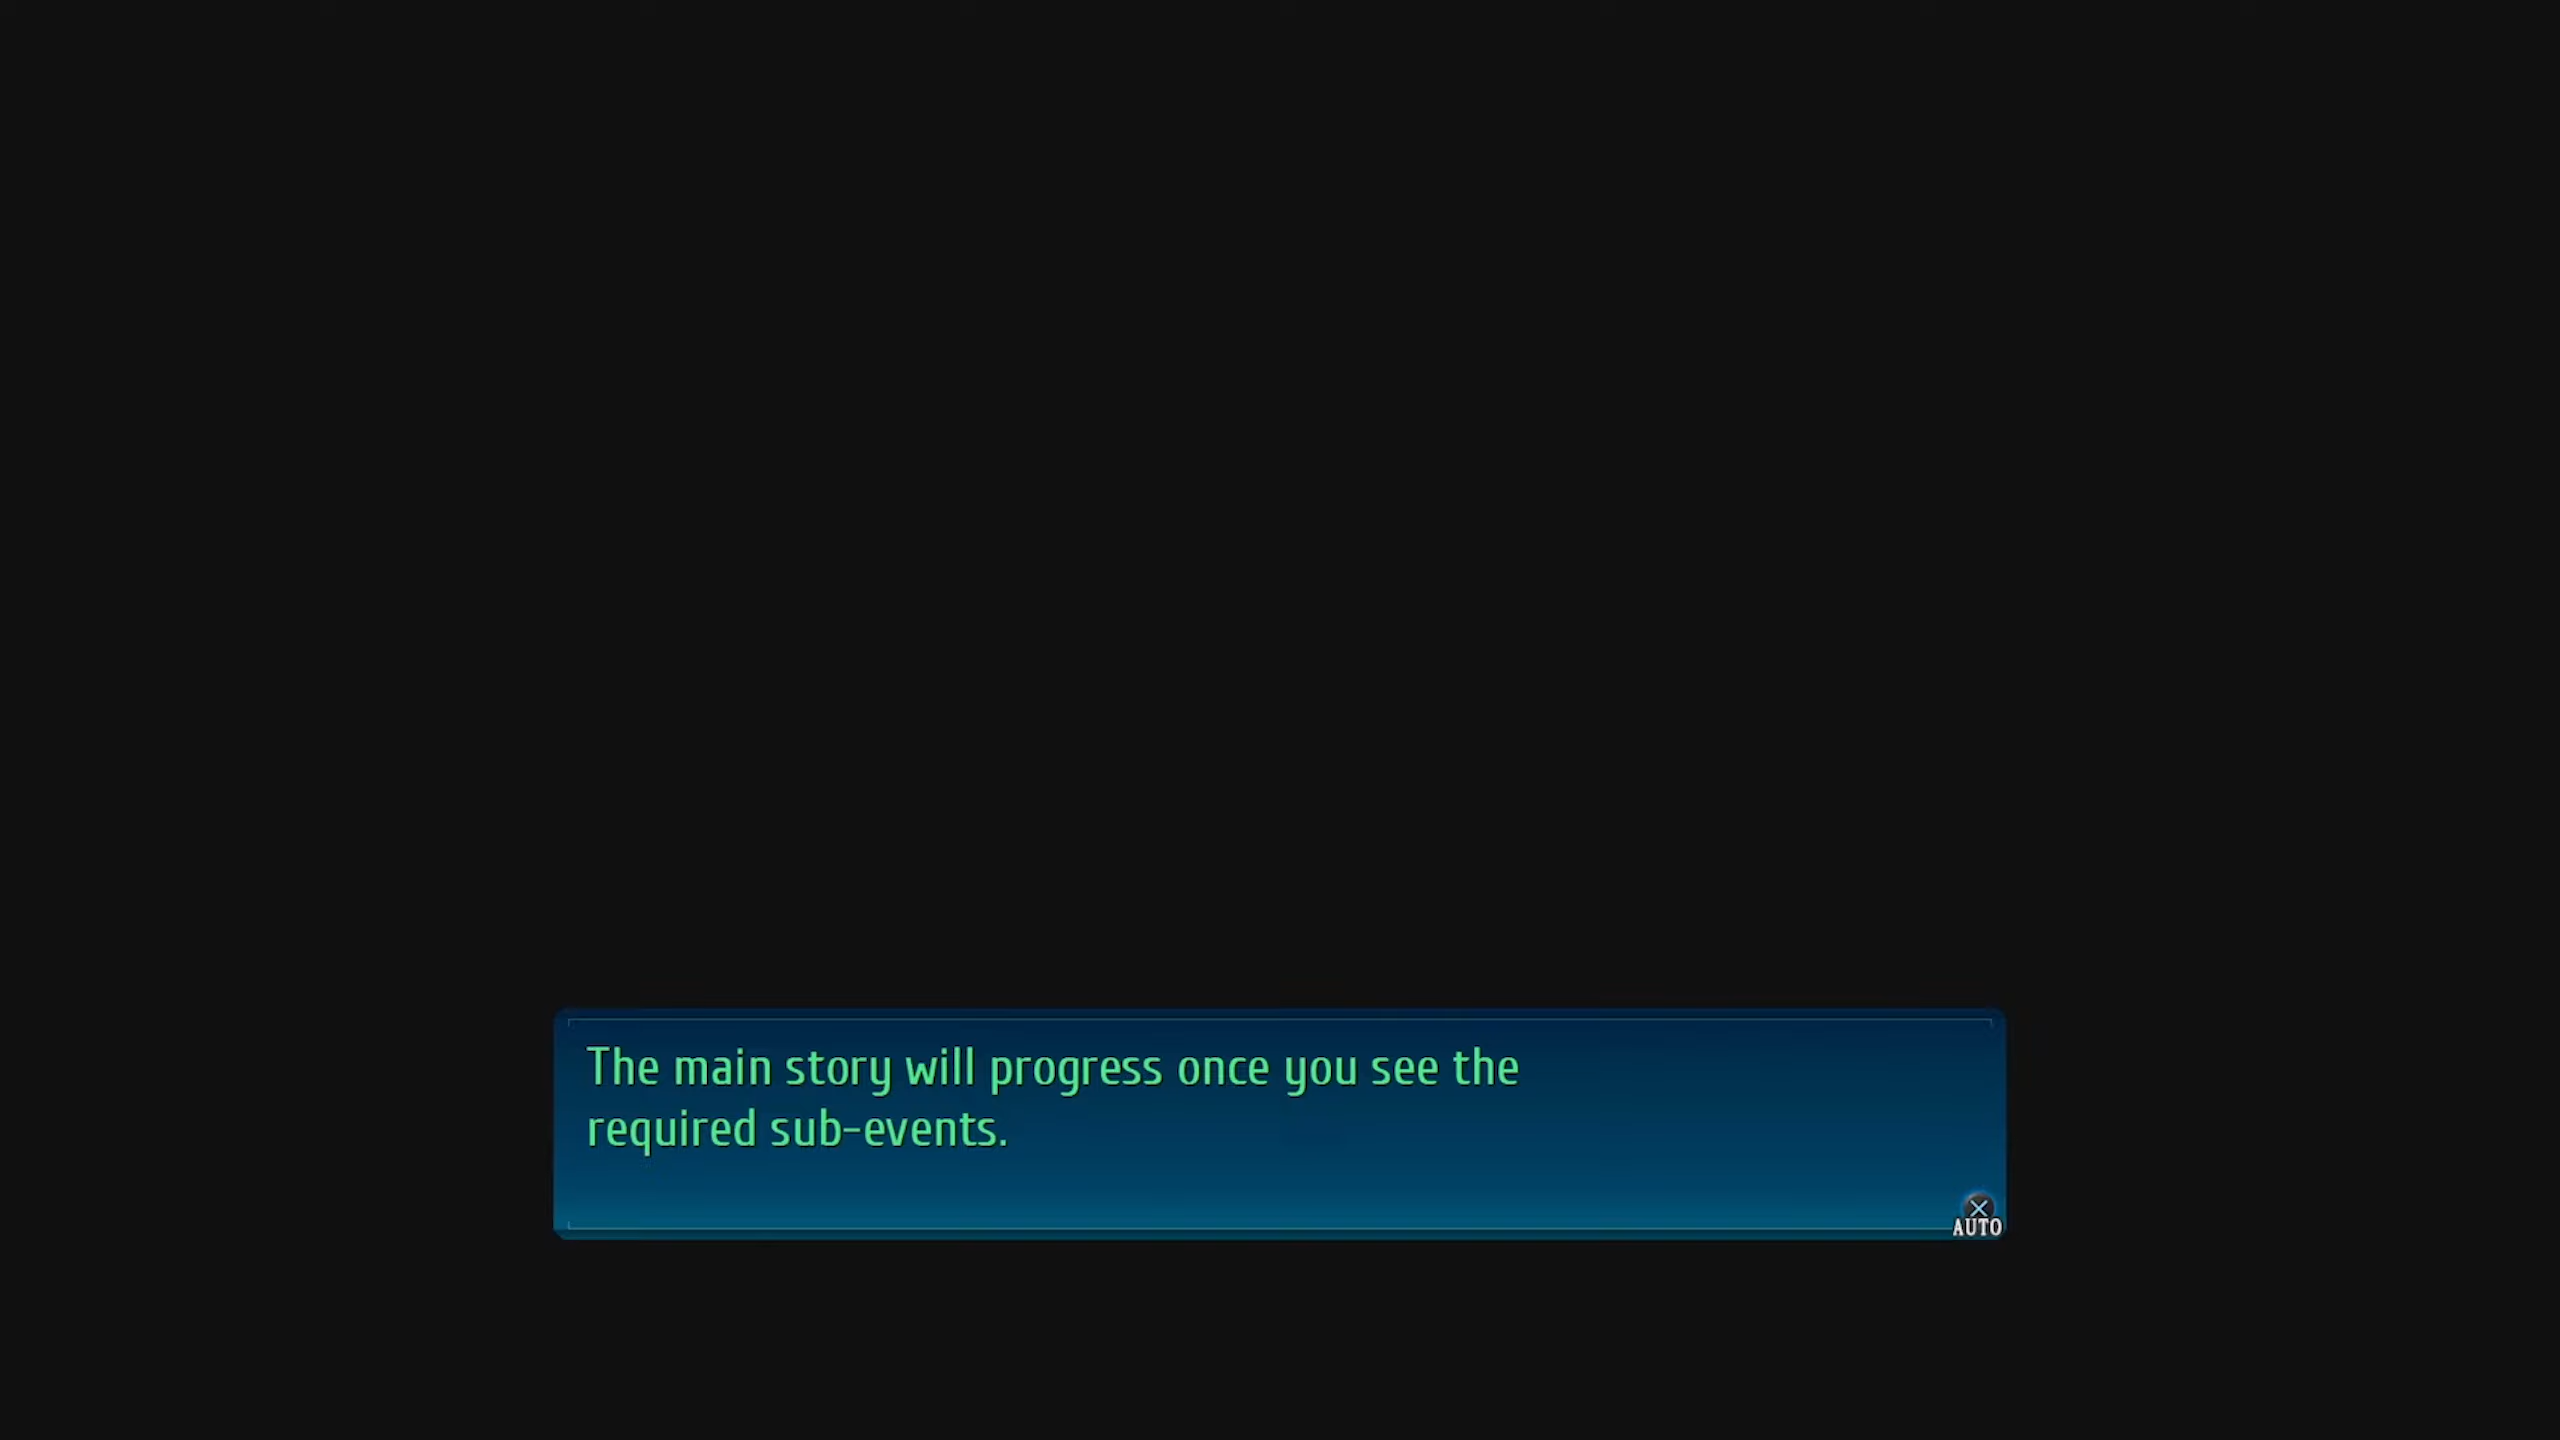 The main story will progress once you see the
required sub-events.
AUTO